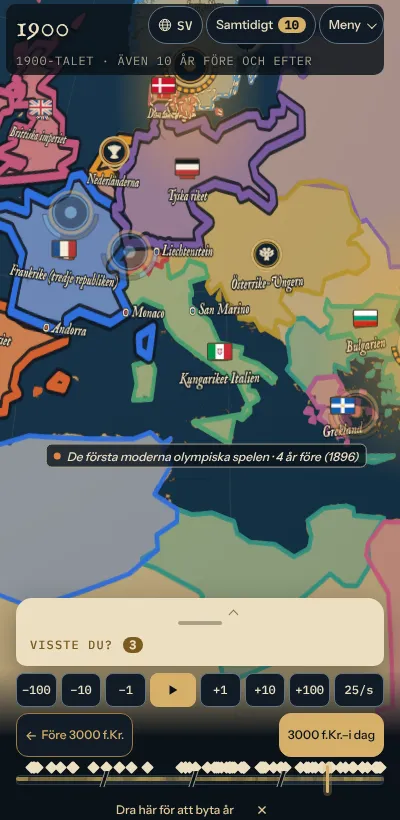 1900
SV
Samtidigt 10
Meny
1900-TALET · ÄVEN 10 ÅR FÖRE OCH EFTER
Brittiska imperiet
Nederländerna
Tyska riket
Liechtenstein
Frankrike (tredje republiken)
Österrike-Ungern
Monaco
San Marino
Andorra
Bulgarien
Kungariket Italien
Grekland
De första moderna olympiska spelen · 4 år före (1896)
VISSTE DU? 3
−100
−10
−1
+1
+10
+100
25/s
← Före 3000 f.Kr.
3000 f.Kr.–i dag
Dra här för att byta år ×